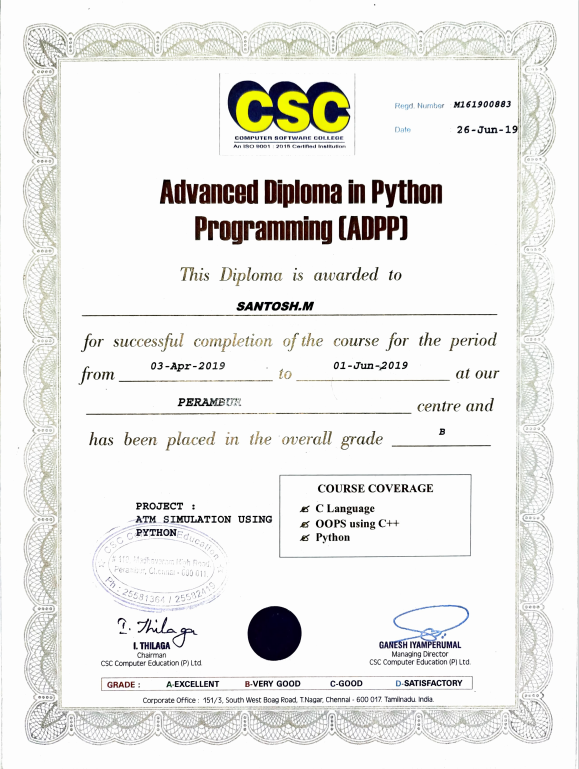 CSC
COMPUTER SOFTWARE COLLEGE
An ISO 9001 : 2015 Certified Institution
Regd. Number M161900883
Date 26-Jun-19
Advanced Diploma in Python
Programming (ADPP)
This Diploma is awarded to
SANTOSH.M
for successful completion of the course for the period
from 03-Apr-2019 to 01-Jun-2019 at our
PERAMBUR centre and
has been placed in the overall grade B
PROJECT :
ATM SIMULATION USING
PYTHON
COURSE COVERAGE
C Language
OOPS using C++
Python
CSC Education
High Road,
Chennai - 600 011.
Ph : 25581364 /
I. Thilaga
I. THILAGA
Chairman
CSC Computer Education (P) Ltd.
GANESH IYAMPERUMAL
Managing Director
CSC Computer Education (P) Ltd.
GRADE : A-EXCELLENT B-VERY GOOD C-GOOD D-SATISFACTORY
Corporate Office : 151/3, South West Boag Road, T.Nagar, Chennai - 600 017. Tamilnadu. India.